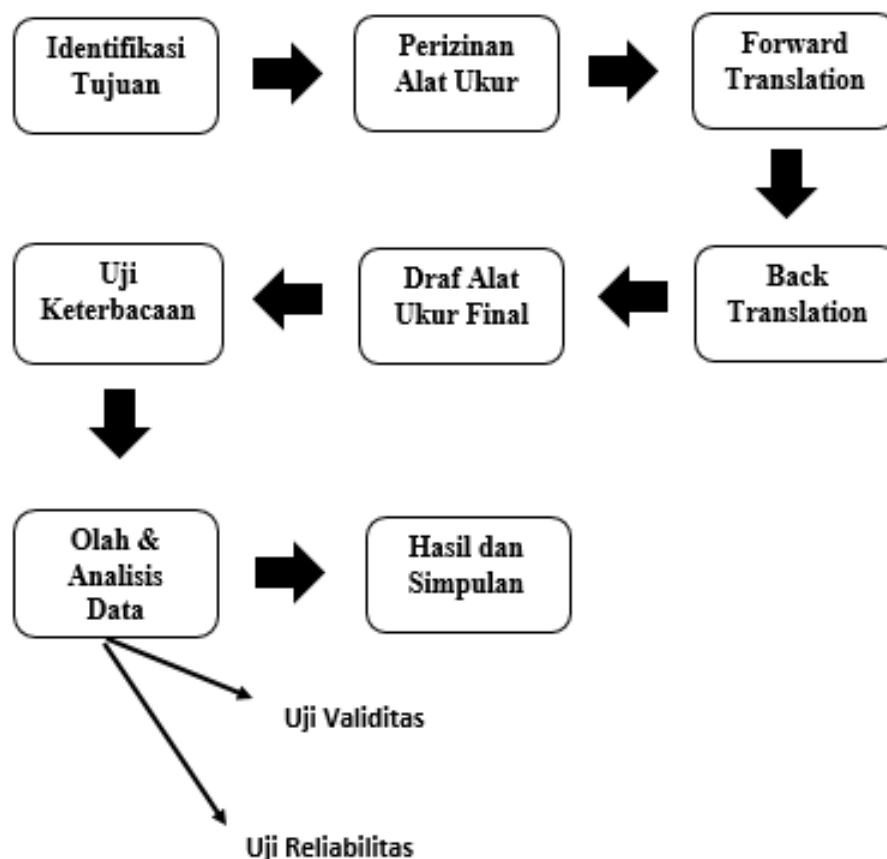 Identifikasi
Tujuan
Perizinan
Alat Ukur
Forward
Translation
Back
Translation
Draf Alat
Ukur Final
Uji
Keterbacaan
Olah &
Analisis
Data
Hasil dan
Simpulan
Uji Validitas
Uji Reliabilitas